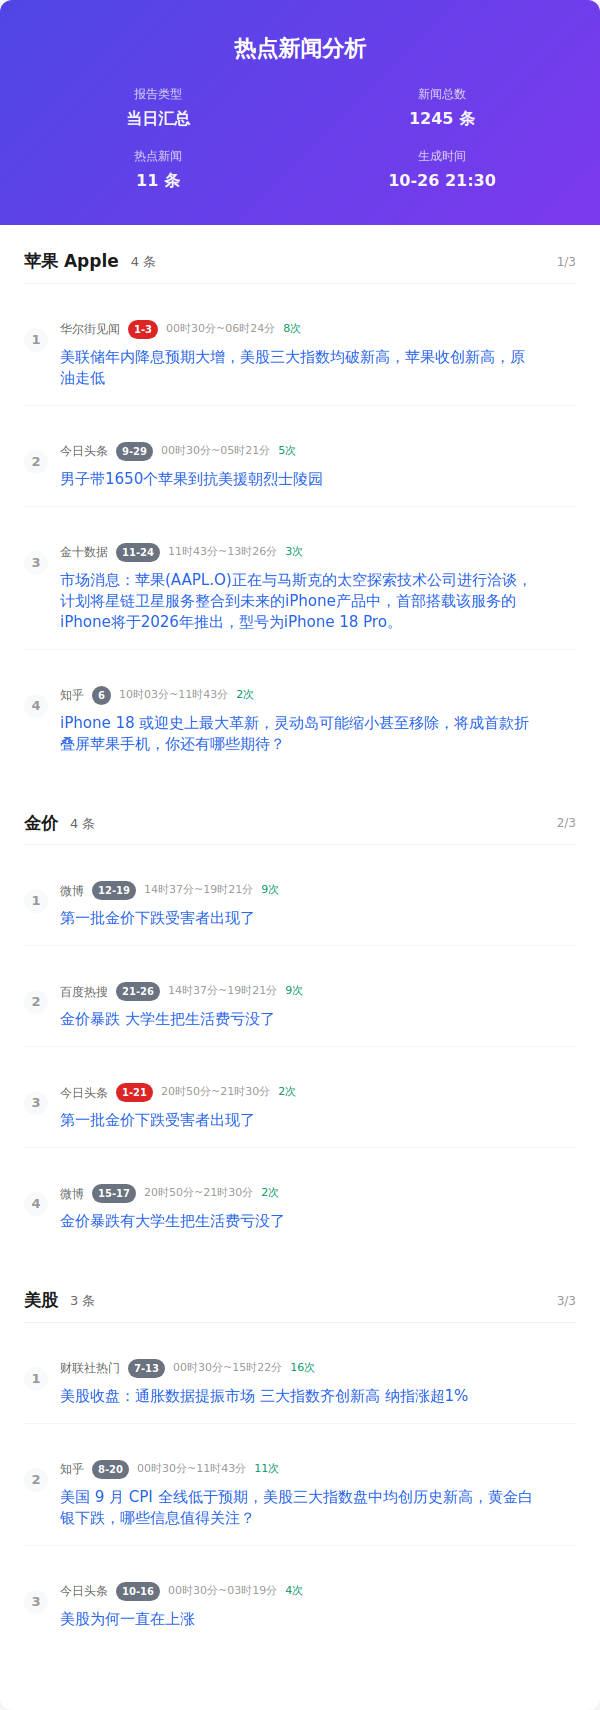 热点新闻分析
报告类型
当日汇总
新闻总数
1245 条
热点新闻
11 条
生成时间
10-26 21:30
苹果 Apple 4 条 1/3
1
华尔街见闻 1-3 00时30分~06时24分 8次
美联储年内降息预期大增，美股三大指数均破新高，苹果收创新高，原
油走低
2
今日头条 9-29 00时30分~05时21分 5次
男子带1650个苹果到抗美援朝烈士陵园
3
金十数据 11-24 11时43分~13时26分 3次
市场消息：苹果(AAPL.O)正在与马斯克的太空探索技术公司进行洽谈，
计划将星链卫星服务整合到未来的iPhone产品中，首部搭载该服务的
iPhone将于2026年推出，型号为iPhone 18 Pro。
4
知乎 6 10时03分~11时43分 2次
iPhone 18 或迎史上最大革新，灵动岛可能缩小甚至移除，将成首款折
叠屏苹果手机，你还有哪些期待？
金价 4 条 2/3
1
微博 12-19 14时37分~19时21分 9次
第一批金价下跌受害者出现了
2
百度热搜 21-26 14时37分~19时21分 9次
金价暴跌 大学生把生活费亏没了
3
今日头条 1-21 20时50分~21时30分 2次
第一批金价下跌受害者出现了
4
微博 15-17 20时50分~21时30分 2次
金价暴跌有大学生把生活费亏没了
美股 3 条 3/3
1
财联社热门 7-13 00时30分~15时22分 16次
美股收盘：通胀数据提振市场 三大指数齐创新高 纳指涨超1%
2
知乎 8-20 00时30分~11时43分 11次
美国 9 月 CPI 全线低于预期，美股三大指数盘中均创历史新高，黄金白
银下跌，哪些信息值得关注？
3
今日头条 10-16 00时30分~03时19分 4次
美股为何一直在上涨